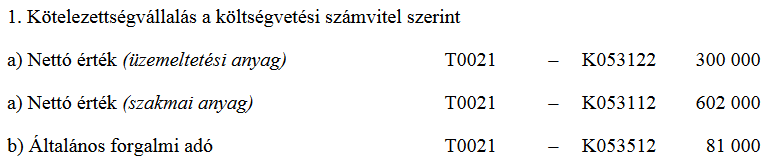 1. Kötelezettségvállalás a költségvetési számvitel szerint
a) Nettó érték (üzemeltetési anyag) T0021 – K053122 300 000
a) Nettó érték (szakmai anyag) T0021 – K053112 602 000
b) Általános forgalmi adó T0021 – K053512 81 000